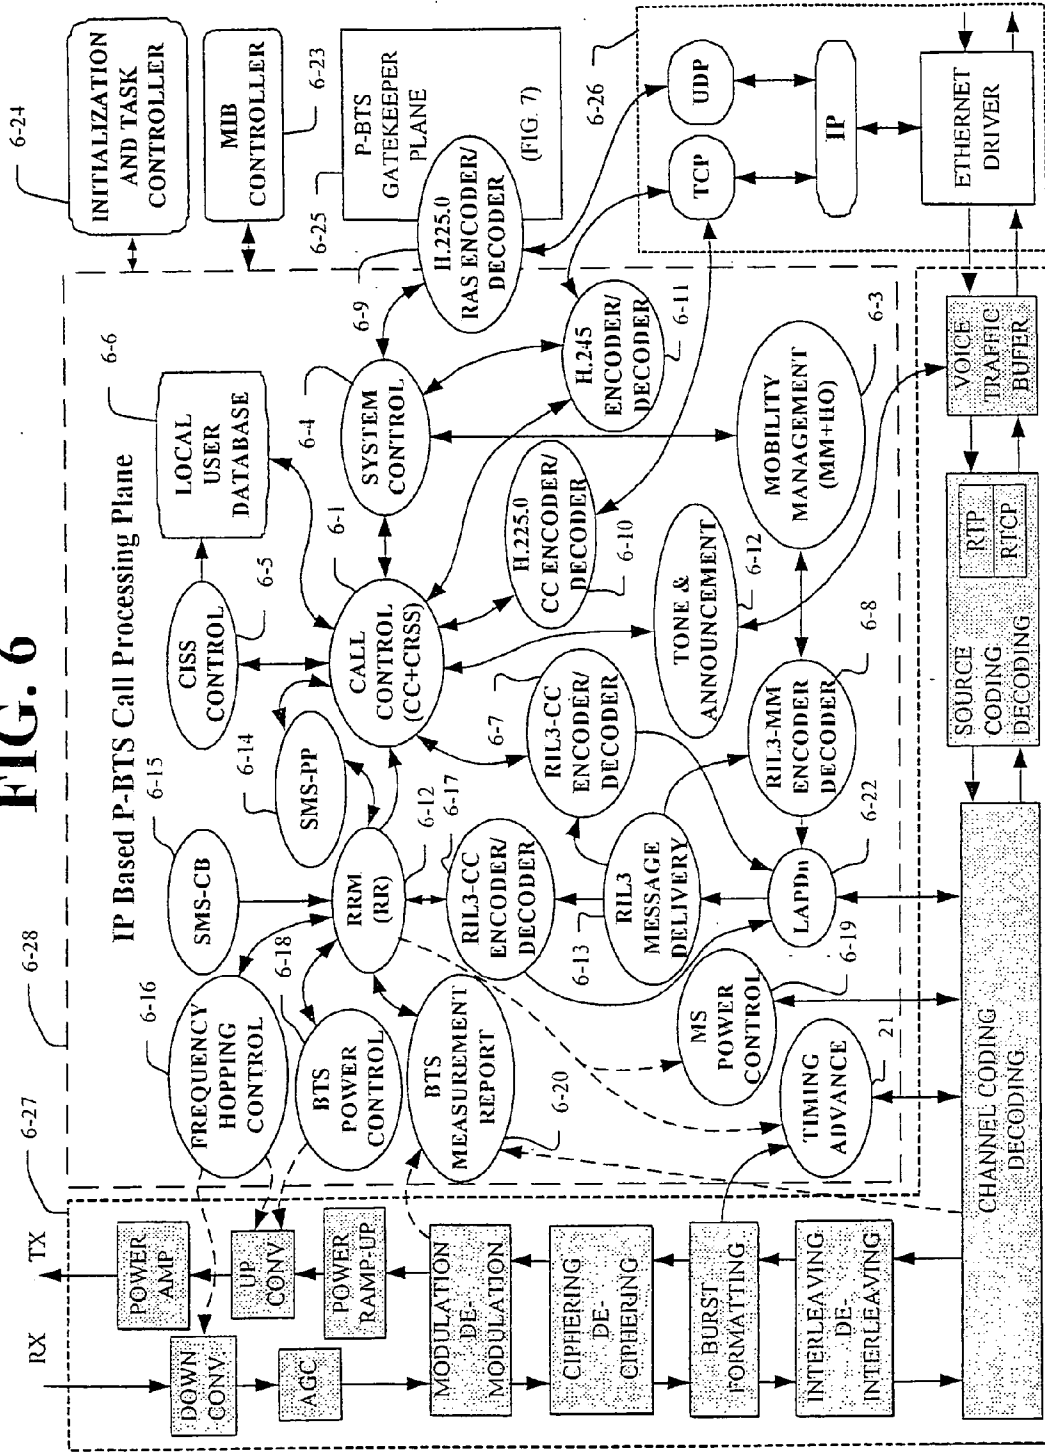 FIG. 6
IP Based P-BTS Call Processing Plane
6-28
6-27
RX
TX
DOWN
CONV.
AGC
POWER
AMP
UP
CONV
POWER
RAMP-UP
MODULATION
DE-
MODULATION
CIPHERING
DE-
CIPHERING
BURST
FORMATTING
INTERLEAVING
DE-
INTERLEAVING
CHANNEL CODING
DECODING
6-16
FREQUENCY
HOPPING
CONTROL
6-18
BTS
POWER
CONTROL
BTS
MEASUREMENT
REPORT
6-20
MS
POWER
CONTROL
6-19
TIMING
ADVANCE
21
6-15
SMS-CB
6-14
SMS-PP
RRM
(RR)
6-12
6-17
RIL3-CC
ENCODER/
DECODER
6-13
RIL3
MESSAGE
DELIVERY
LAPDn
6-22
6-5
CISS
CONTROL
6-6
LOCAL
USER
DATABASE
6-1
CALL
CONTROL
(CC+CRSS)
6-7
RIL3-CC
ENCODER/
DECODER
RIL3-MM
ENCODER
DECODER
6-8
6-4
SYSTEM
CONTROL
H.225.0
CC ENCODER/
DECODER
6-10
TONE &
ANNOUNCEMENT
6-12
6-9
H.225.0
RAS ENCODER/
DECODER
H.245
ENCODER/
DECODER
6-11
MOBILITY
MANAGEMENT
(MM+HO)
6-3
6-24
INITIALIZATION
AND TASK
CONTROLLER
MIB
CONTROLLER
6-23
6-25
P-BTS
GATEKEEPER
PLANE
(FIG. 7)
6-26
TCP
UDP
IP
ETHERNET
DRIVER
VOICE
TRAFFIC
BUFER
SOURCE
CODING
DECODING
RTP
RTCP